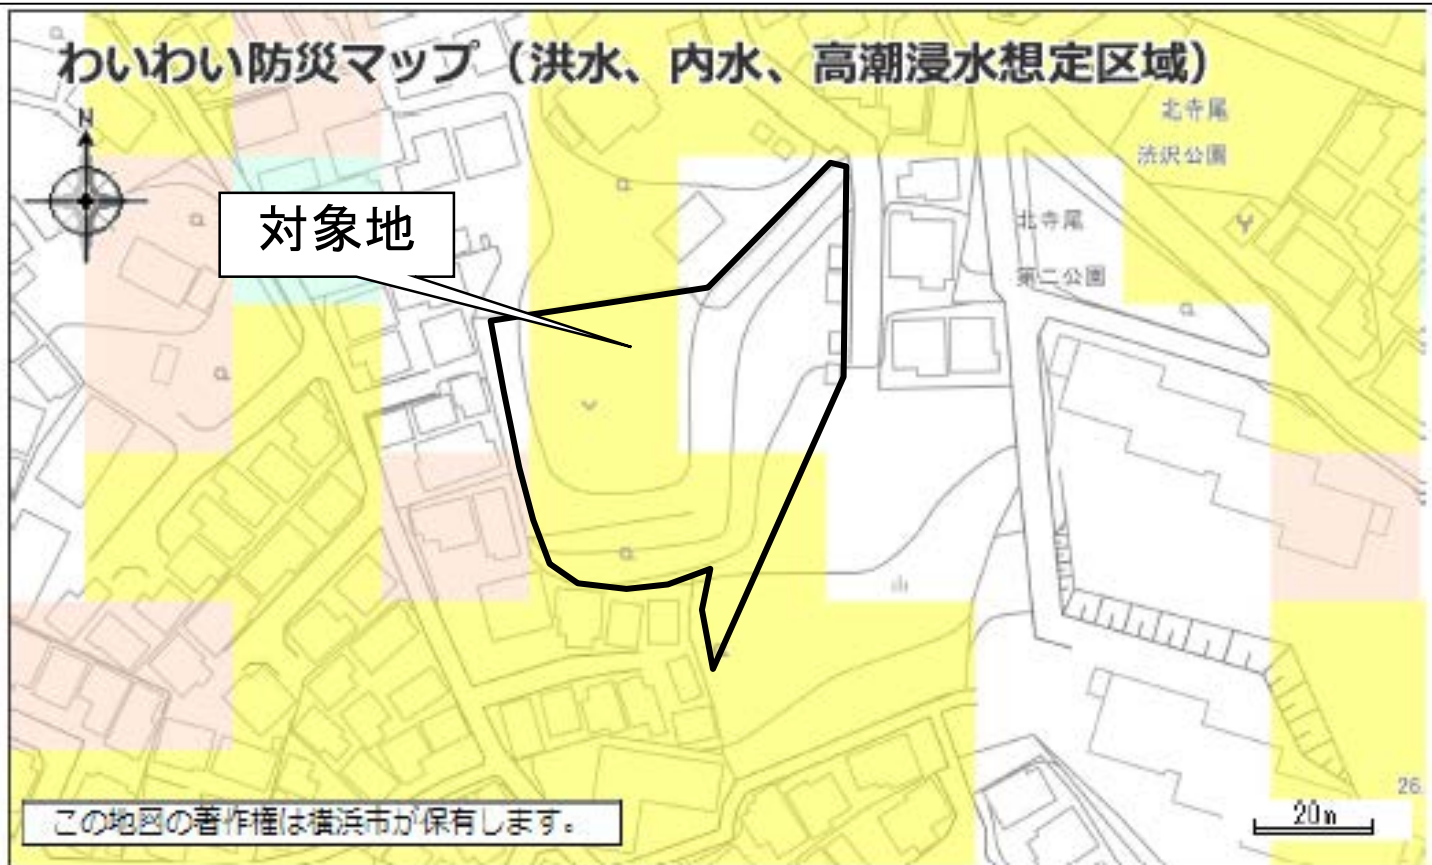 わいわい防災マップ（洪水、内水、高潮浸水想定区域）
N
北寺尾
渋沢公園
対象地
北寺尾
第二公園
26.
20m
この地図の著作権は横浜市が保有します。